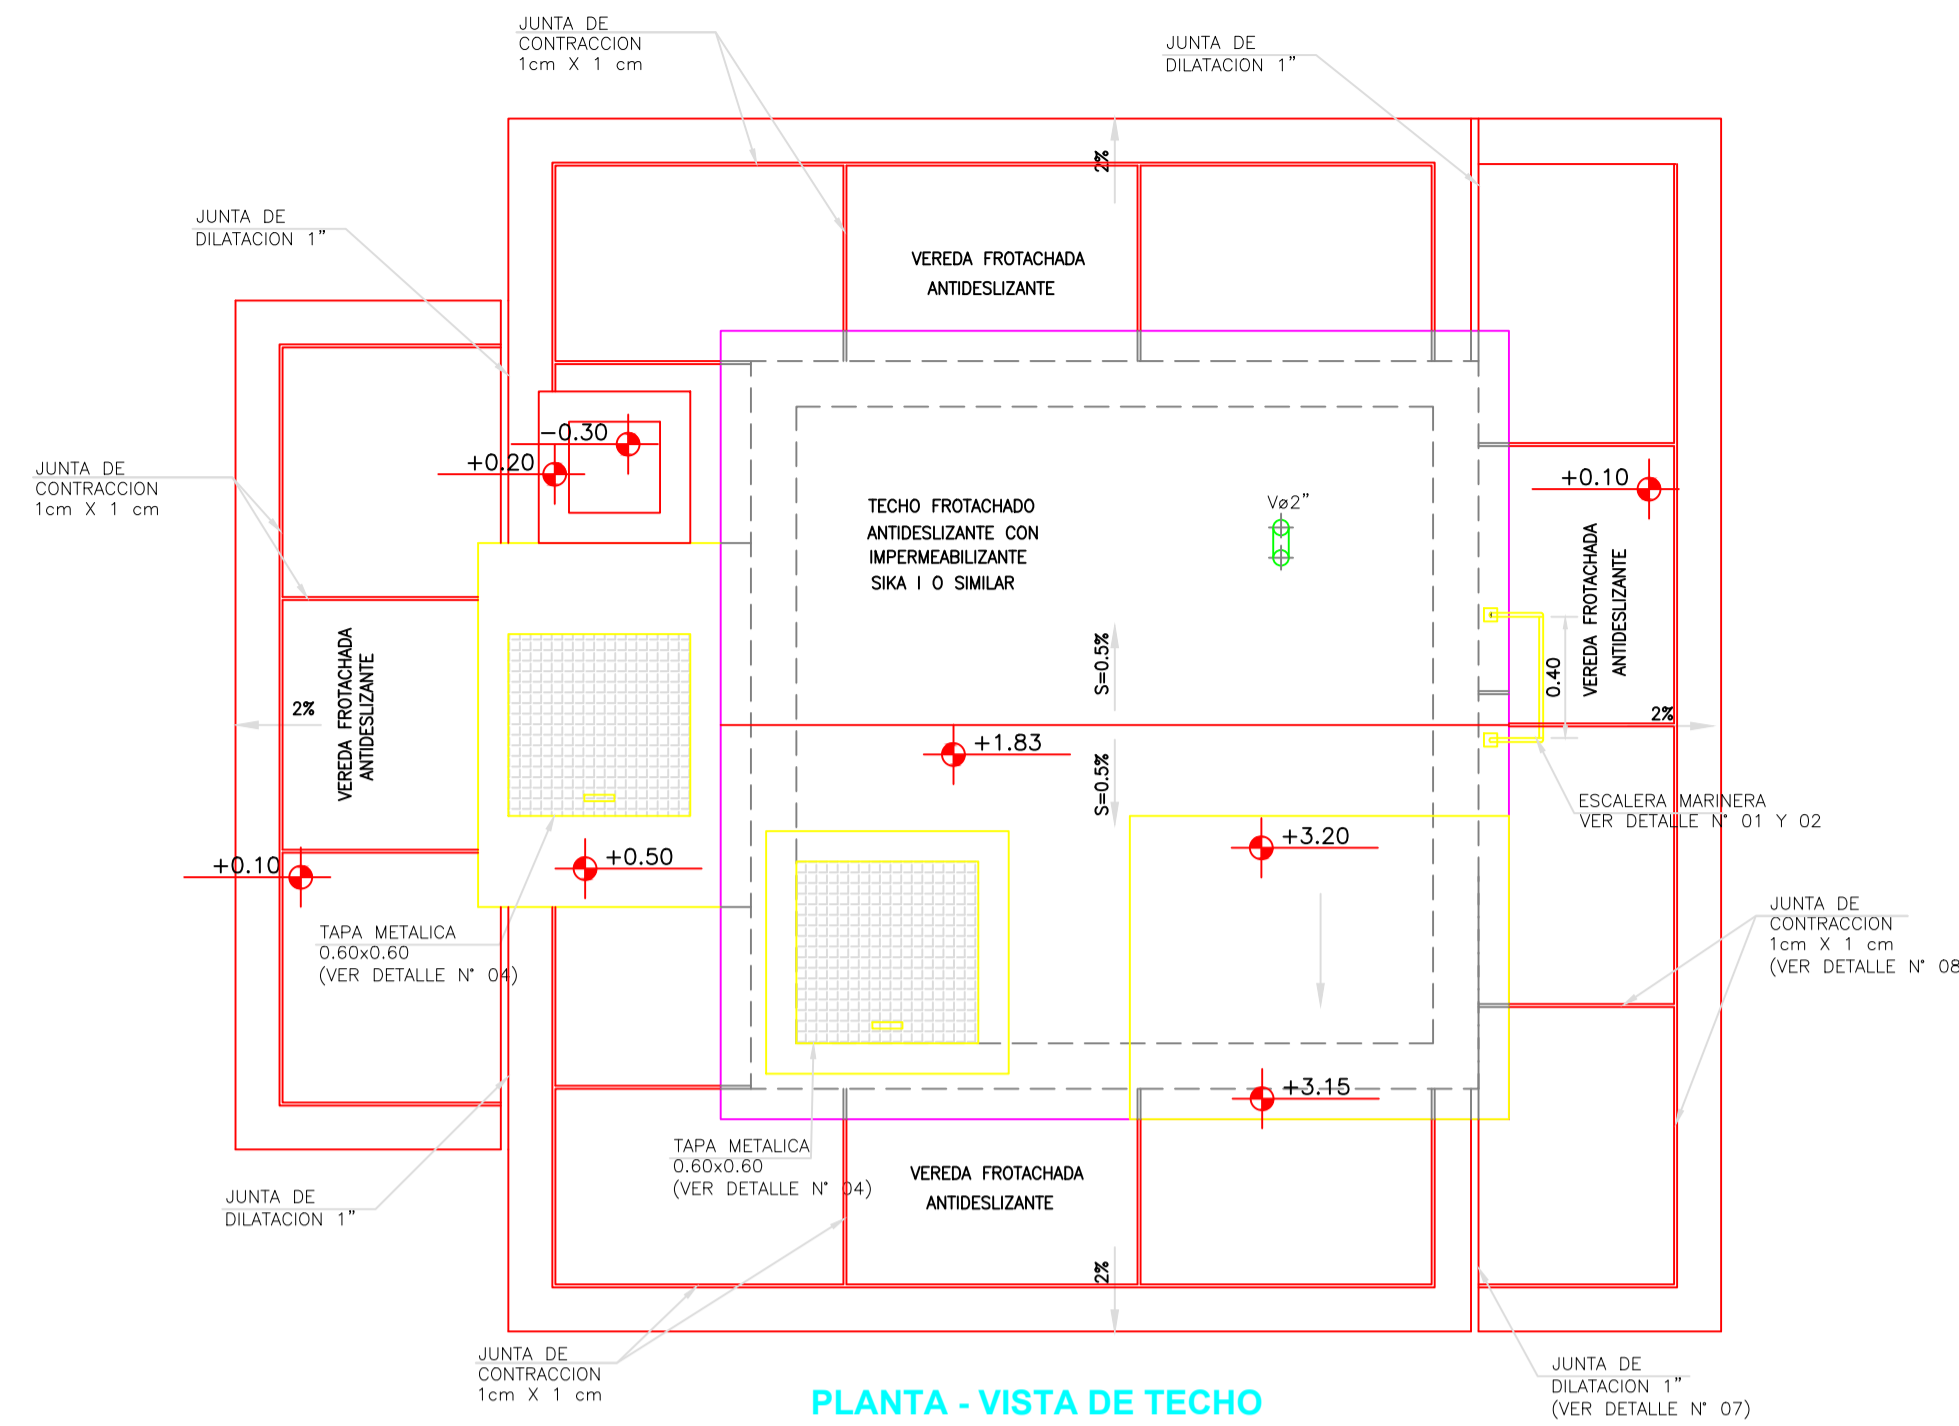 JUNTA DE
CONTRACCION
1cm X 1 cm
JUNTA DE
DILATACION 1"
2%
JUNTA DE
DILATACION 1"
VEREDA FROTACHADA
ANTIDESLIZANTE
-0.30
+0.20
JUNTA DE
CONTRACCION
1cm X 1 cm
TECHO FROTACHADO
ANTIDESLIZANTE CON
IMPERMEABILIZANTE
SIKA I O SIMILAR
Vø2"
+0.10
VEREDA FROTACHADA
ANTIDESLIZANTE
VEREDA FROTACHADA
ANTIDESLIZANTE
2%
S=0.5%
S=0.5%
0.40
2%
+1.83
ESCALERA MARINERA
VER DETALLE N° 01 Y 02
+3.20
+0.10
+0.50
TAPA METALICA
0.60x0.60
(VER DETALLE N° 04)
JUNTA DE
CONTRACCION
1cm X 1 cm
(VER DETALLE N° 08
+3.15
TAPA METALICA
0.60x0.60
(VER DETALLE N° 04)
VEREDA FROTACHADA
ANTIDESLIZANTE
JUNTA DE
DILATACION 1"
2%
JUNTA DE
CONTRACCION
1cm X 1 cm
JUNTA DE
DILATACION 1"
(VER DETALLE N° 07)
PLANTA - VISTA DE TECHO